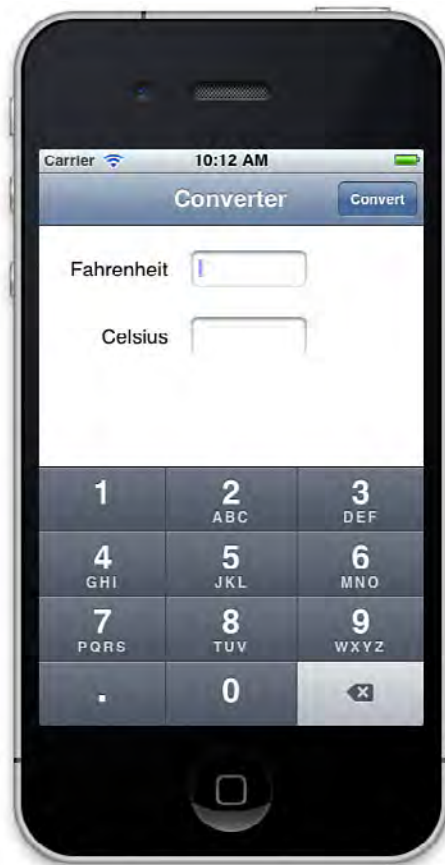 Carrier 10:12 AM
Converter Convert
Fahrenheit
Celsius
1 2 3
ABC DEF
4 5 6
GHI JKL MNO
7 8 9
PQRS TUV WXYZ
. 0